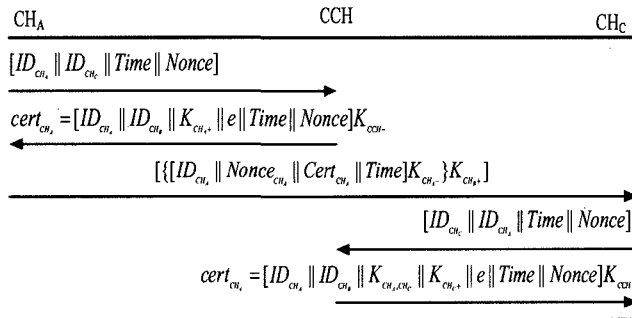 CH_A CCH CH_C
[ID_{CH_A} || ID_{CH_C} || Time || Nonce]
cert_{CH_A} = [ID_{CH_A} || ID_{CH_B} || K_{CH_A+} || e || Time || Nonce]K_{CCH-}
[{[ID_{CH_A} || Nonce_{CH_A} || Cert_{CH_A} || Time]K_{CH_A-}}K_{CH_B+}]
[ID_{CH_C} || ID_{CH_A} || Time || Nonce]
cert_{CH_A} = [ID_{CH_A} || ID_{CH_B} || K_{CH_A,CH_C} || K_{CH_C+} || e || Time || Nonce]K_{CCH}